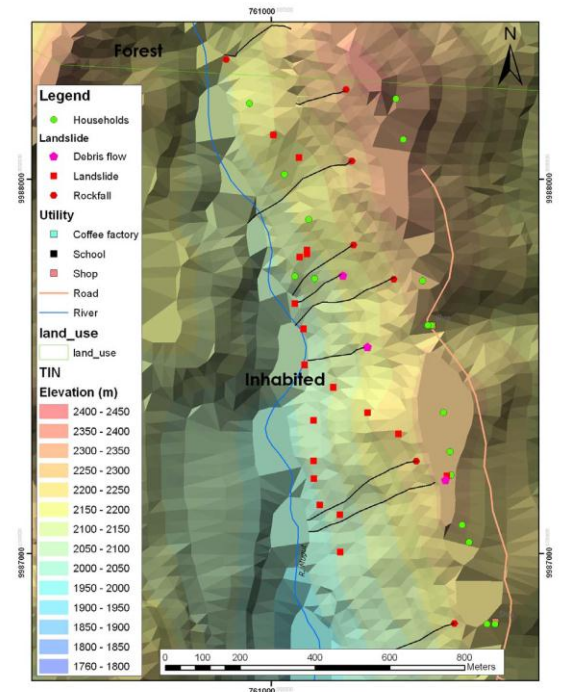 761000
Forest
N
Legend
Households
Landslide
Debris flow
Landslide
Rockfall
Utility
Coffee factory
School
Shop
Road
River
land_use
land_use
TIN
Elevation (m)
2400 - 2450
2350 - 2400
2300 - 2350
2250 - 2300
2200 - 2250
2150 - 2200
2100 - 2150
2050 - 2100
2000 - 2050
1950 - 2000
1900 - 1950
1850 - 1900
1800 - 1850
1760 - 1800
9988000
9988000
Inhabited
9987000
9987000
0 100 200 400 600 800
Meters
761000